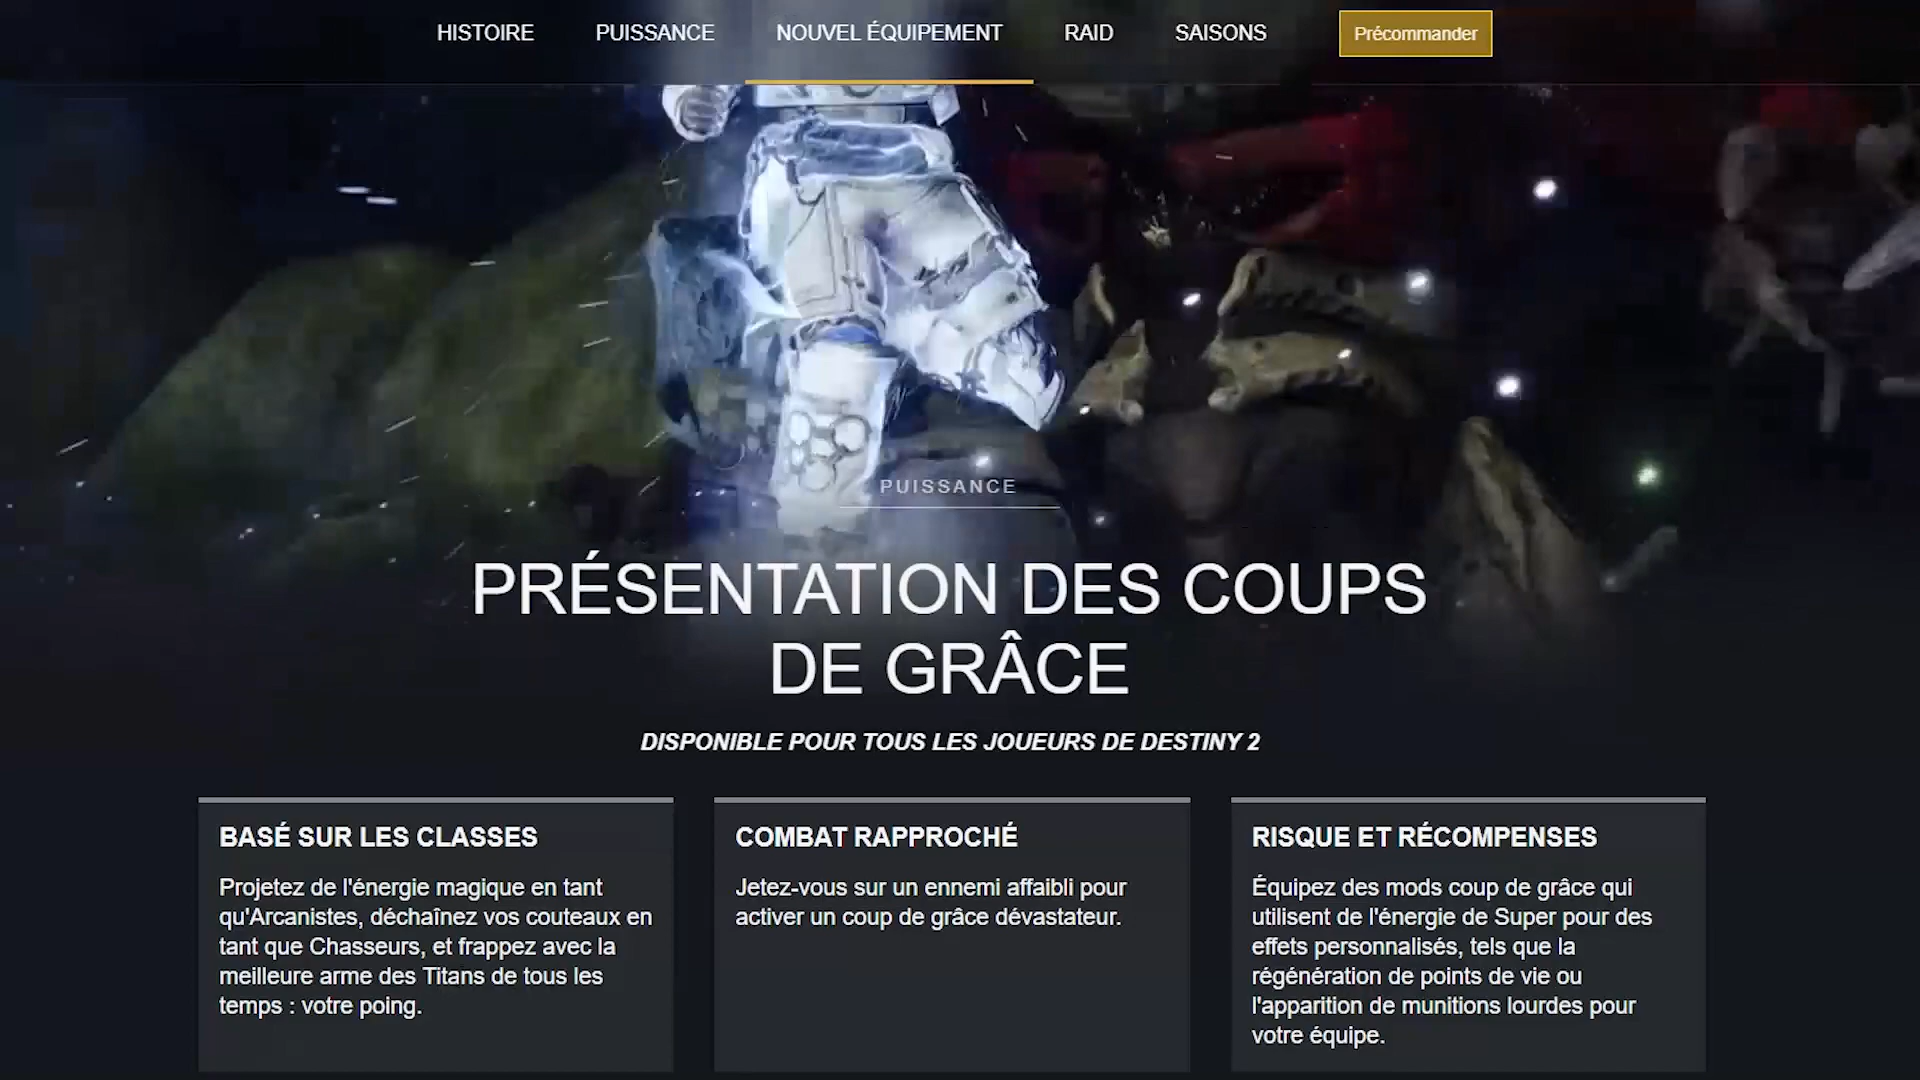 HISTOIRE PUISSANCE NOUVEL ÉQUIPEMENT RAID SAISONS Précommander
PUISSANCE
PRÉSENTATION DES COUPS
DE GRÂCE
DISPONIBLE POUR TOUS LES JOUEURS DE DESTINY 2
BASÉ SUR LES CLASSES
Projetez de l'énergie magique en tant
qu'Arcanistes, déchaînez vos couteaux en
tant que Chasseurs, et frappez avec la
meilleure arme des Titans de tous les
temps : votre poing.
COMBAT RAPPROCHÉ
Jetez-vous sur un ennemi affaibli pour
activer un coup de grâce dévastateur.
RISQUE ET RÉCOMPENSES
Équipez des mods coup de grâce qui
utilisent de l'énergie de Super pour des
effets personnalisés, tels que la
régénération de points de vie ou
l'apparition de munitions lourdes pour
votre équipe.